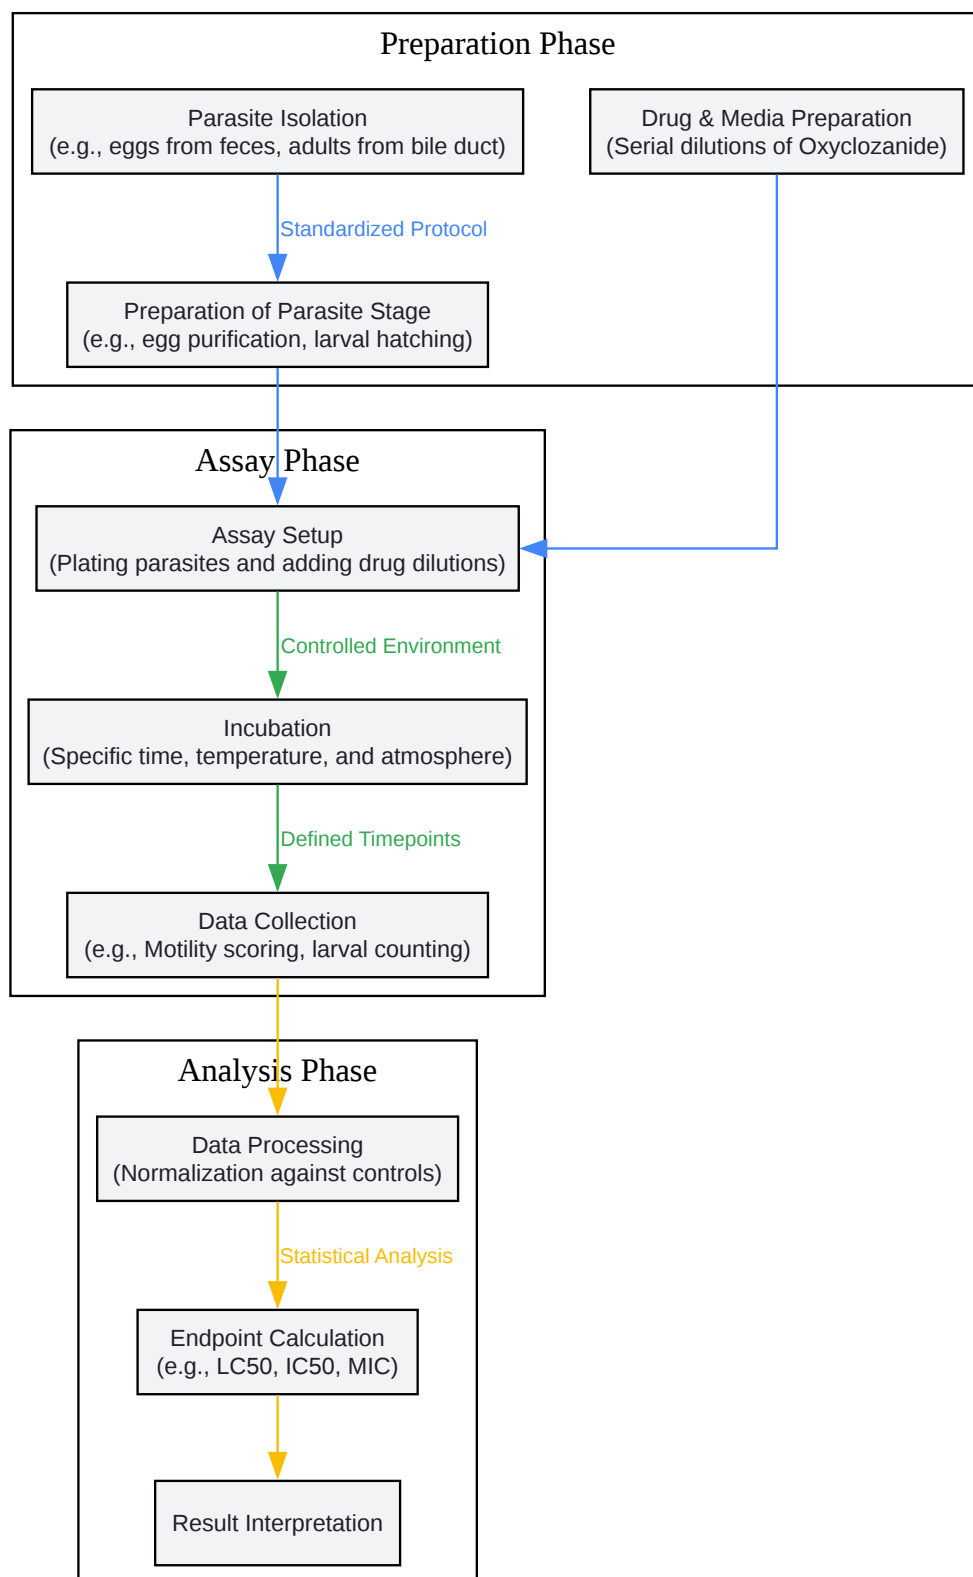 Preparation Phase
Parasite Isolation
(e.g., eggs from feces, adults from bile duct)
Drug & Media Preparation
(Serial dilutions of Oxyclozanide)
Standardized Protocol
Preparation of Parasite Stage
(e.g., egg purification, larval hatching)
Assay Phase
Assay Setup
(Plating parasites and adding drug dilutions)
Controlled Environment
Incubation
(Specific time, temperature, and atmosphere)
Defined Timepoints
Data Collection
(e.g., Motility scoring, larval counting)
Analysis Phase
Data Processing
(Normalization against controls)
Statistical Analysis
Endpoint Calculation
(e.g., LC50, IC50, MIC)
Result Interpretation